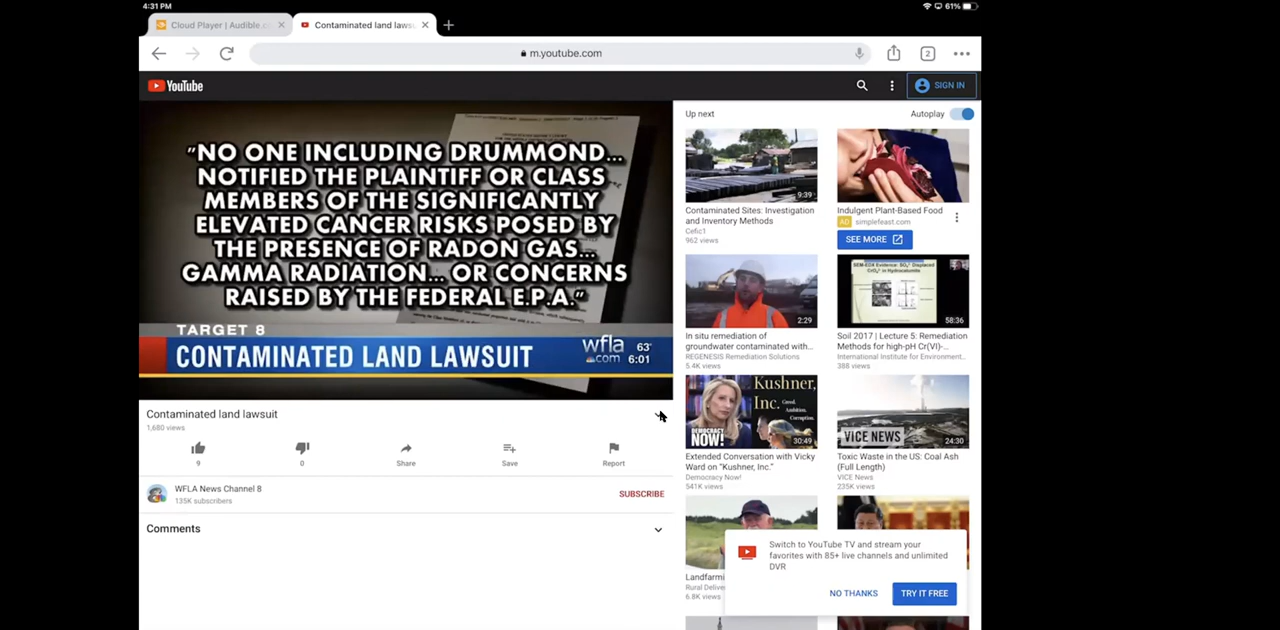 4:31 PM
61%
Cloud Player | Audible.c
Contaminated land laws
m.youtube.com
2
YouTube
SIGN IN
"NO ONE INCLUDING DRUMMOND...
NOTIFIED THE PLAINTIFF OR CLASS
MEMBERS OF THE SIGNIFICANTLY
ELEVATED CANCER RISKS POSED BY
THE PRESENCE OF RADON GAS...
GAMMA RADIATION... OR CONCERNS
RAISED BY THE FEDERAL E.P.A."
TARGET 8
CONTAMINATED LAND LAWSUIT
wfla
.com
63°
6:01
Contaminated land lawsuit
1,680 views
9
0
Share
Save
Report
WFLA News Channel 8
135K subscribers
SUBSCRIBE
Comments
Up next
Autoplay
9:39
Contaminated Sites: Investigation
and Inventory Methods
Cefic1
962 views
Indulgent Plant-Based Food
AD simplefeast.com
SEE MORE
2:29
In situ remediation of
groundwater contaminated with...
REGENESIS Remediation Solutions
5.4K views
58:36
Soil 2017 | Lecture 5: Remediation
Methods for high-pH Cr(VI)-...
International Institute for Environment...
388 views
Kushner,
Inc.
DEMOCRACY
NOW!
30:49
Extended Conversation with Vicky
Ward on "Kushner, Inc."
Democracy Now!
541K views
VICE NEWS
24:30
Toxic Waste in the US: Coal Ash
(Full Length)
VICE News
235K views
Landfarmi
Rural Delive
6.8K views
Switch to YouTube TV and stream your
favorites with 85+ live channels and unlimited
DVR
NO THANKS
TRY IT FREE